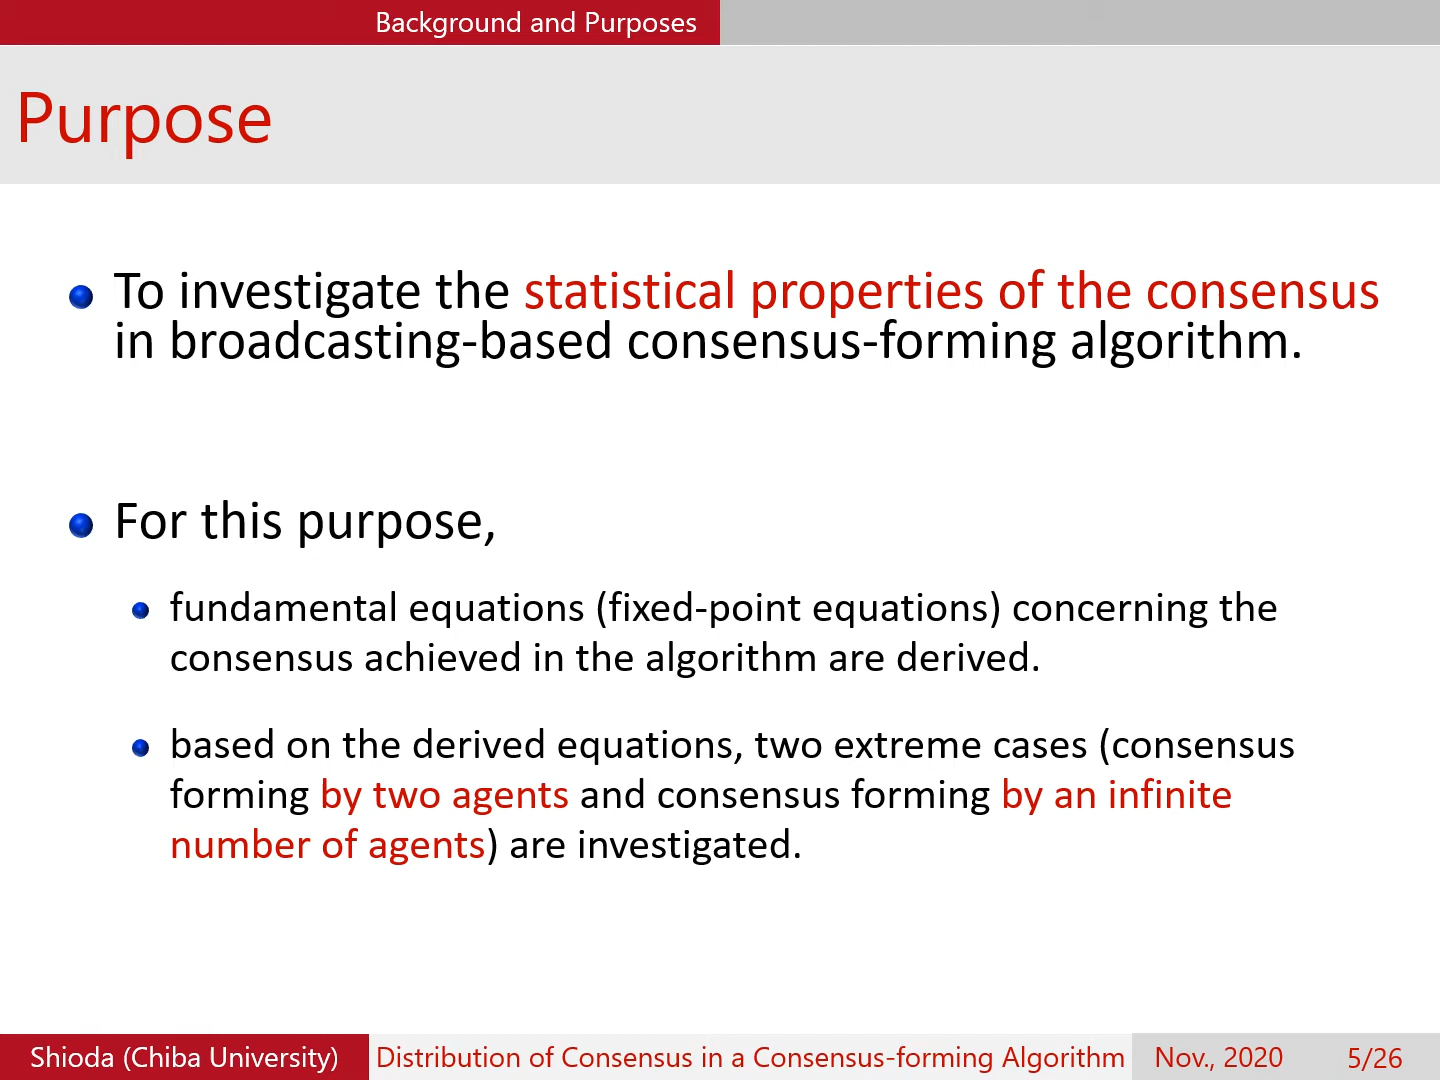 Background and Purposes
Purpose
To investigate the statistical properties of the consensus
in broadcasting-based consensus-forming algorithm.
For this purpose,
fundamental equations (fixed-point equations) concerning the
consensus achieved in the algorithm are derived.
based on the derived equations, two extreme cases (consensus
forming by two agents and consensus forming by an infinite
number of agents) are investigated.
Shioda (Chiba University) Distribution of Consensus in a Consensus-forming Algorithm Nov., 2020 5/26